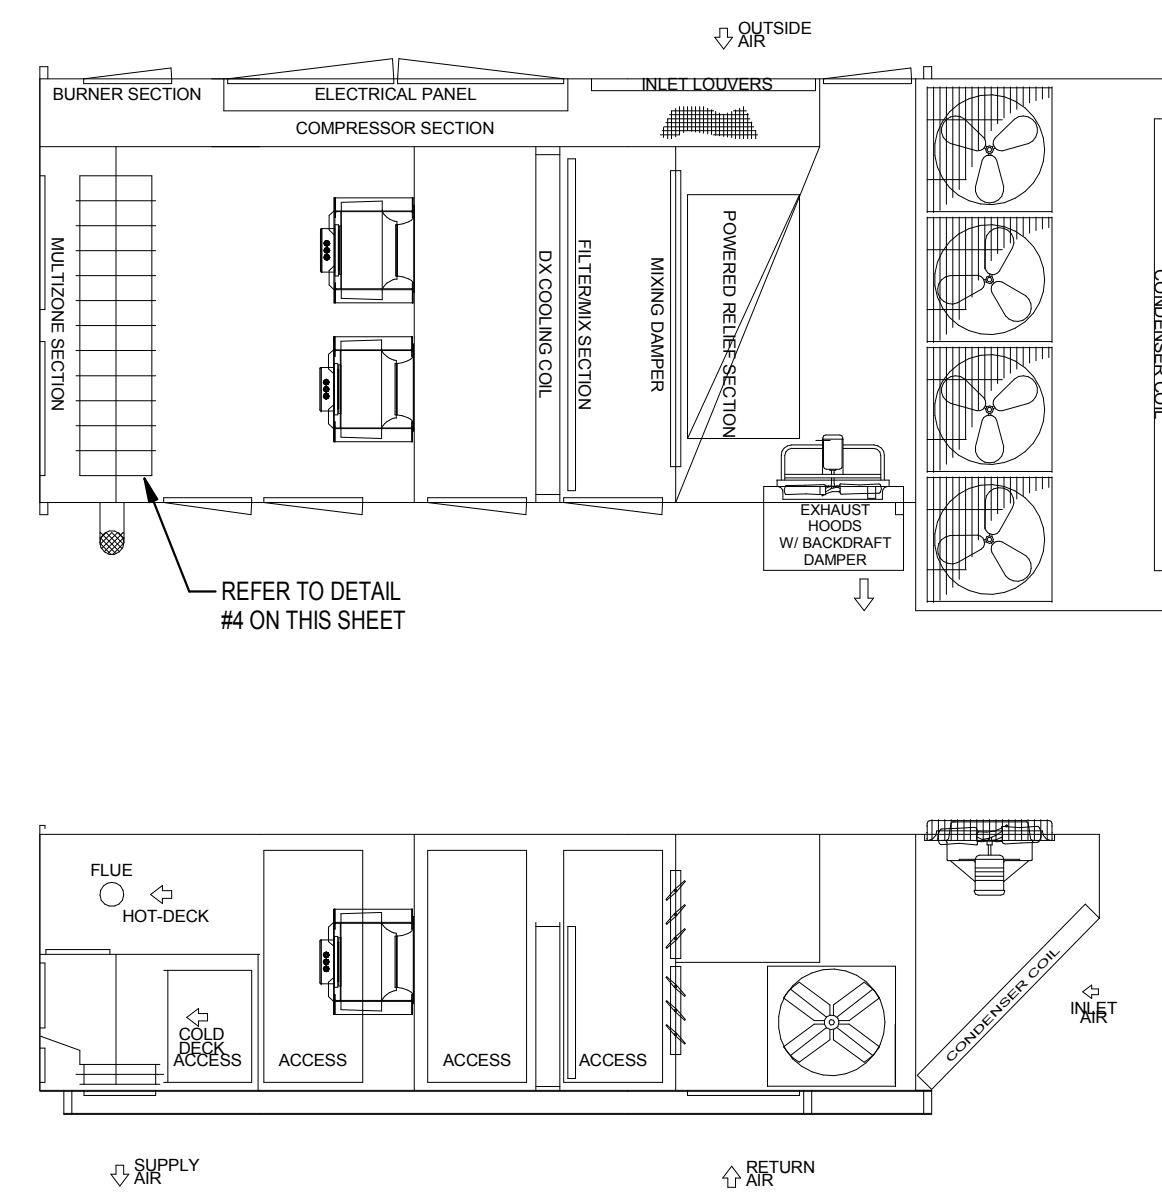 OUTSIDE
AIR
BURNER SECTION
ELECTRICAL PANEL
INLET LOUVERS
COMPRESSOR SECTION
MULTIZONE SECTION
DX COOLING COIL
FILTER/MIX SECTION
MIXING DAMPER
POWERED RELIEF SECTION
CONDENSER COIL
EXHAUST
HOODS
W/ BACKDRAFT
DAMPER
REFER TO DETAIL
#4 ON THIS SHEET
FLUE
HOT-DECK
COLD
DECK
ACCESS
ACCESS
ACCESS
ACCESS
CONDENSER COIL
INLET
AIR
SUPPLY
AIR
RETURN
AIR